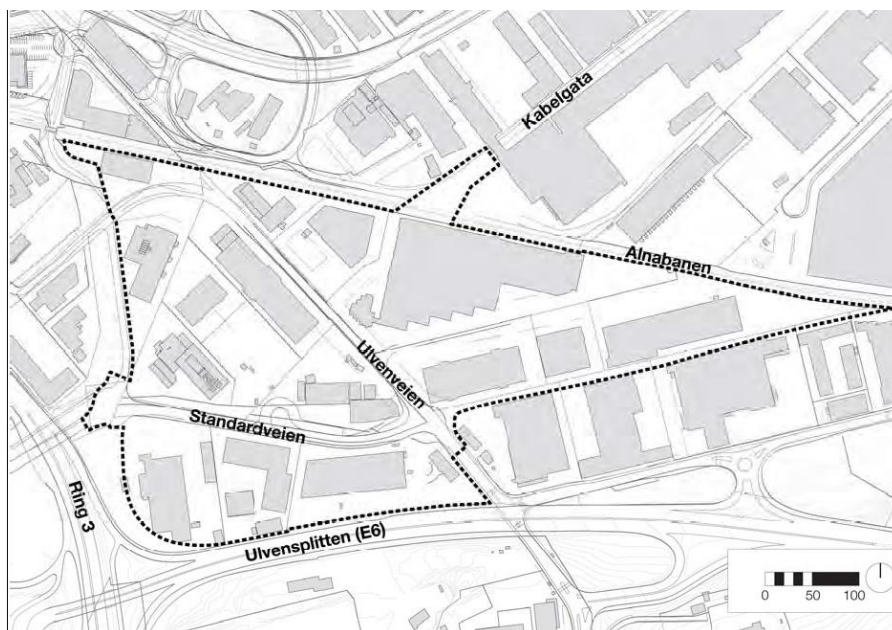 Kabelgata
Alnabanen
Ulvenveien
Standardveien
Ring 3
Ulvensplitten (E6)
0 50 100